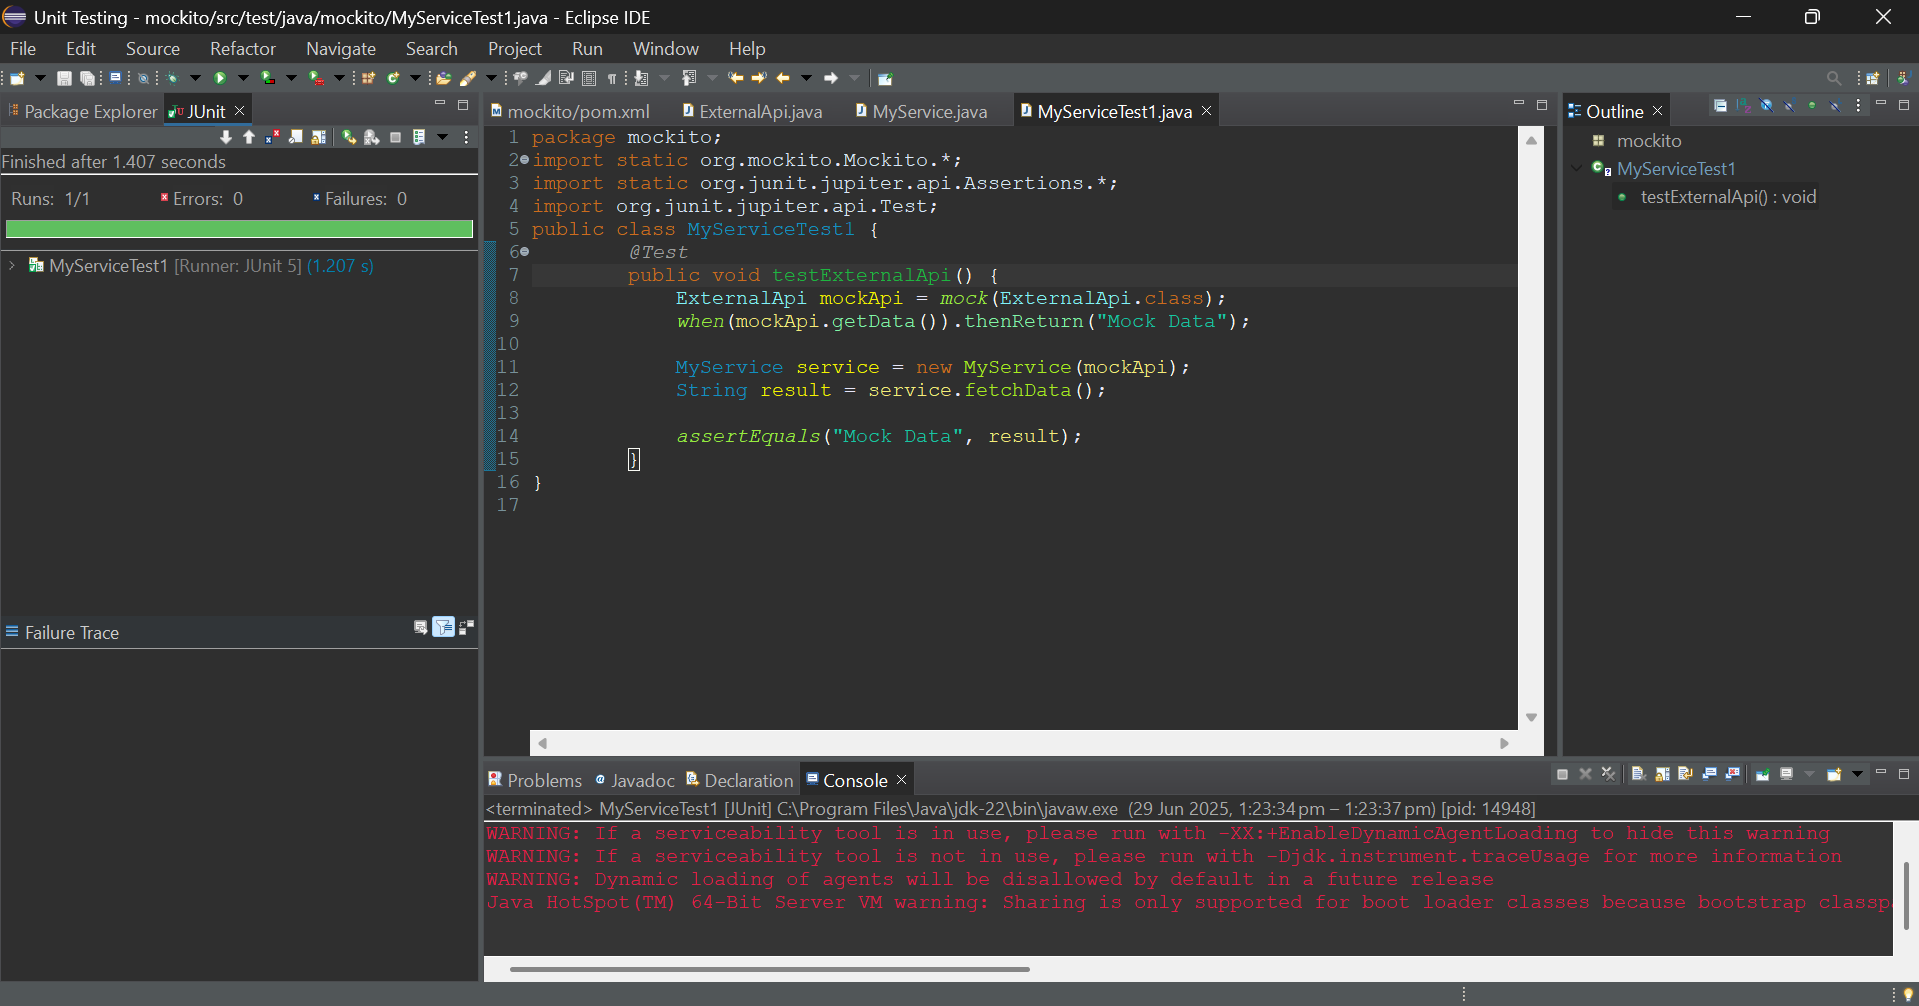 Unit Testing - mockito/src/test/java/mockito/MyServiceTest1.java - Eclipse IDE
File Edit Source Refactor Navigate Search Project Run Window Help
Package Explorer JUnit
Finished after 1.407 seconds
Runs: 1/1 Errors: 0 Failures: 0
MyServiceTest1 [Runner: JUnit 5] (1.207 s)
Failure Trace
mockito/pom.xml ExternalApi.java MyService.java MyServiceTest1.java
1 package mockito;
2 import static org.mockito.Mockito.*;
3 import static org.junit.jupiter.api.Assertions.*;
4 import org.junit.jupiter.api.Test;
5 public class MyServiceTest1 {
6 @Test
7 public void testExternalApi() {
8 ExternalApi mockApi = mock(ExternalApi.class);
9 when(mockApi.getData()).thenReturn("Mock Data");
10
11 MyService service = new MyService(mockApi);
12 String result = service.fetchData();
13
14 assertEquals("Mock Data", result);
15 }
16 }
17
Outline
mockito
MyServiceTest1
testExternalApi() : void
Problems Javadoc Declaration Console
<terminated> MyServiceTest1 [JUnit] C:\Program Files\Java\jdk-22\bin\javaw.exe (29 Jun 2025, 1:23:34 pm – 1:23:37 pm) [pid: 14948]
WARNING: If a serviceability tool is in use, please run with -XX:+EnableDynamicAgentLoading to hide this warning
WARNING: If a serviceability tool is not in use, please run with -Djdk.instrument.traceUsage for more information
WARNING: Dynamic loading of agents will be disallowed by default in a future release
Java HotSpot(TM) 64-Bit Server VM warning: Sharing is only supported for boot loader classes because bootstrap classp